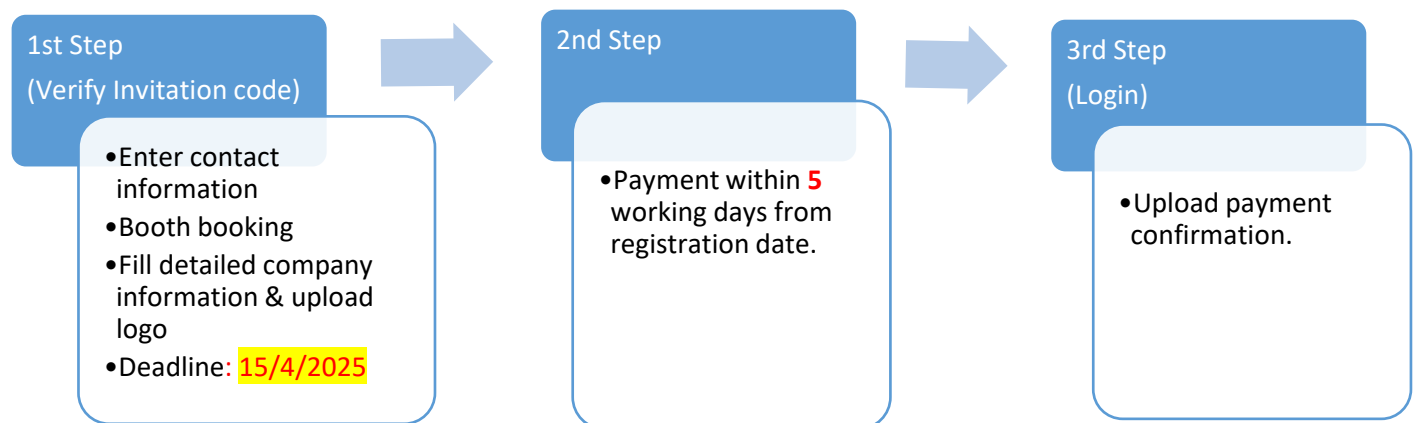 1st Step
(Verify Invitation code)
•Enter contact
information
•Booth booking
•Fill detailed company
information & upload
logo
•Deadline: 15/4/2025
2nd Step
•Payment within 5
working days from
registration date.
3rd Step
(Login)
•Upload payment
confirmation.